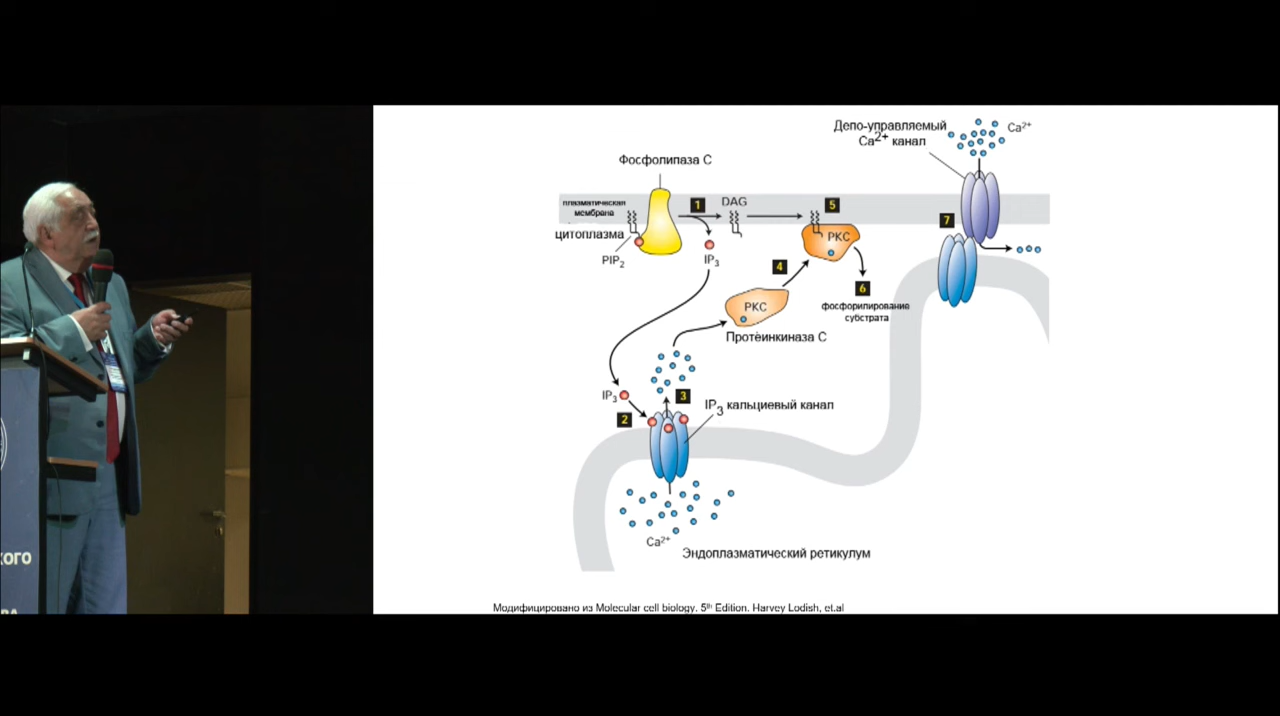 Депо-управляемый
Ca2+ канал
Ca2+
Фосфолипаза С
плазматическая
мембрана
1
DAG
5
7
цитоплазма
PIP2
IP3
PKC
4
6
фосфорилирование
субстрата
PKC
Протеинкиназа С
IP3
2
3
IP3 кальциевый канал
Ca2+
Эндоплазматический ретикулум
Модифицировано из Molecular cell biology. 5th Edition. Harvey Lodish, et.al
КОГО